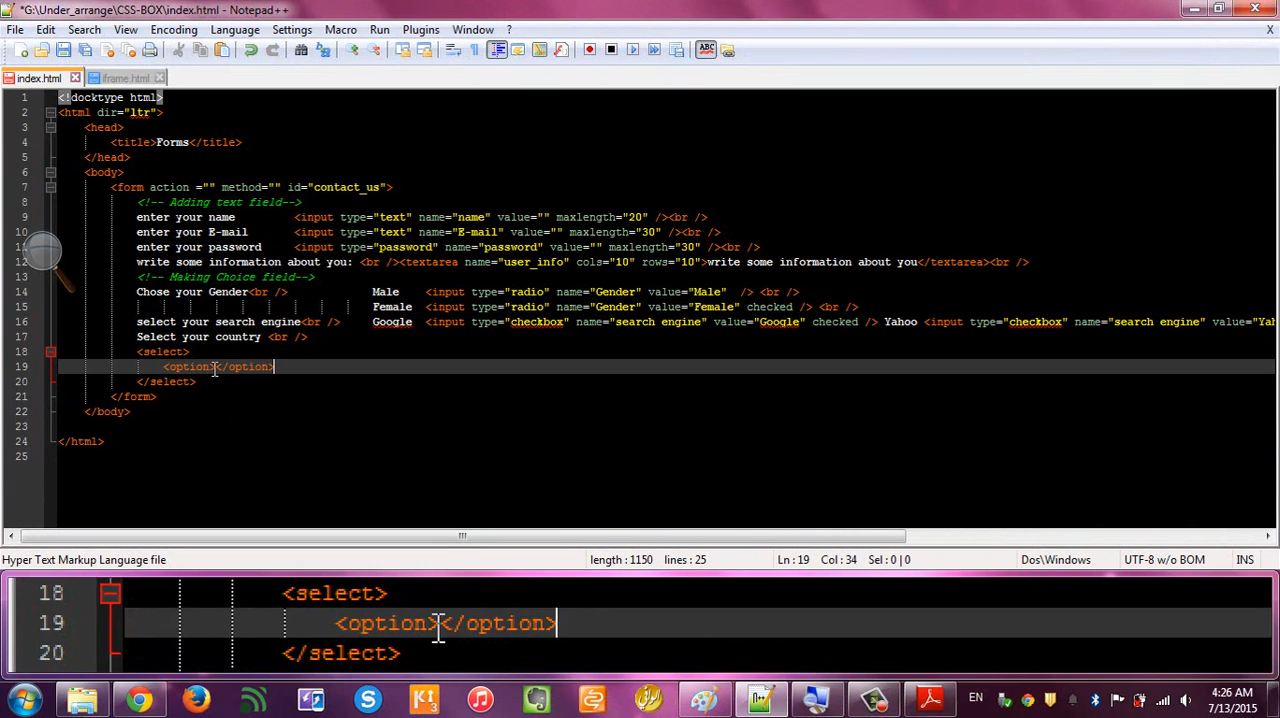 *G:\Under_arrange\CSS-BOX\index.html - Notepad++
File Edit Search View Encoding Language Settings Macro Run Plugins Window ? X
ABC
index.html iframe.html
1 <!docktype html>
2 <html dir="ltr">
3 <head>
4 <title>Forms</title>
5 </head>
6 <body>
7 <form action ="" method="" id="contact_us">
8 <!-- Adding text field-->
9 enter your name <input type="text" name="name" value="" maxlength="20" /><br />
10 enter your E-mail <input type="text" name="E-mail" value="" maxlength="30" /><br />
11 enter your password <input type="password" name="password" value="" maxlength="30" /><br />
12 write some information about you: <br /><textarea name="user_info" cols="10" rows="10">write some information about you</textarea><br />
13 <!-- Making Choice field-->
14 Chose your Gender<br /> Male <input type="radio" name="Gender" value="Male" /> <br />
15 Female <input type="radio" name="Gender" value="Female" checked /> <br />
16 select your search engine<br /> Google <input type="checkbox" name="search engine" value="Google" checked /> Yahoo <input type="checkbox" name="search engine" value="Yah
17 Select your country <br />
18 <select>
19 <option></option>
20 </select>
21 </form>
22 </body>
23
24 </html>
25
Hyper Text Markup Language file length : 1150 lines : 25 Ln : 19 Col : 34 Sel : 0 | 0 Dos\Windows UTF-8 w/o BOM INS
18 <select>
19 <option></option>
20 </select>
EN 4:26 AM
7/13/2015